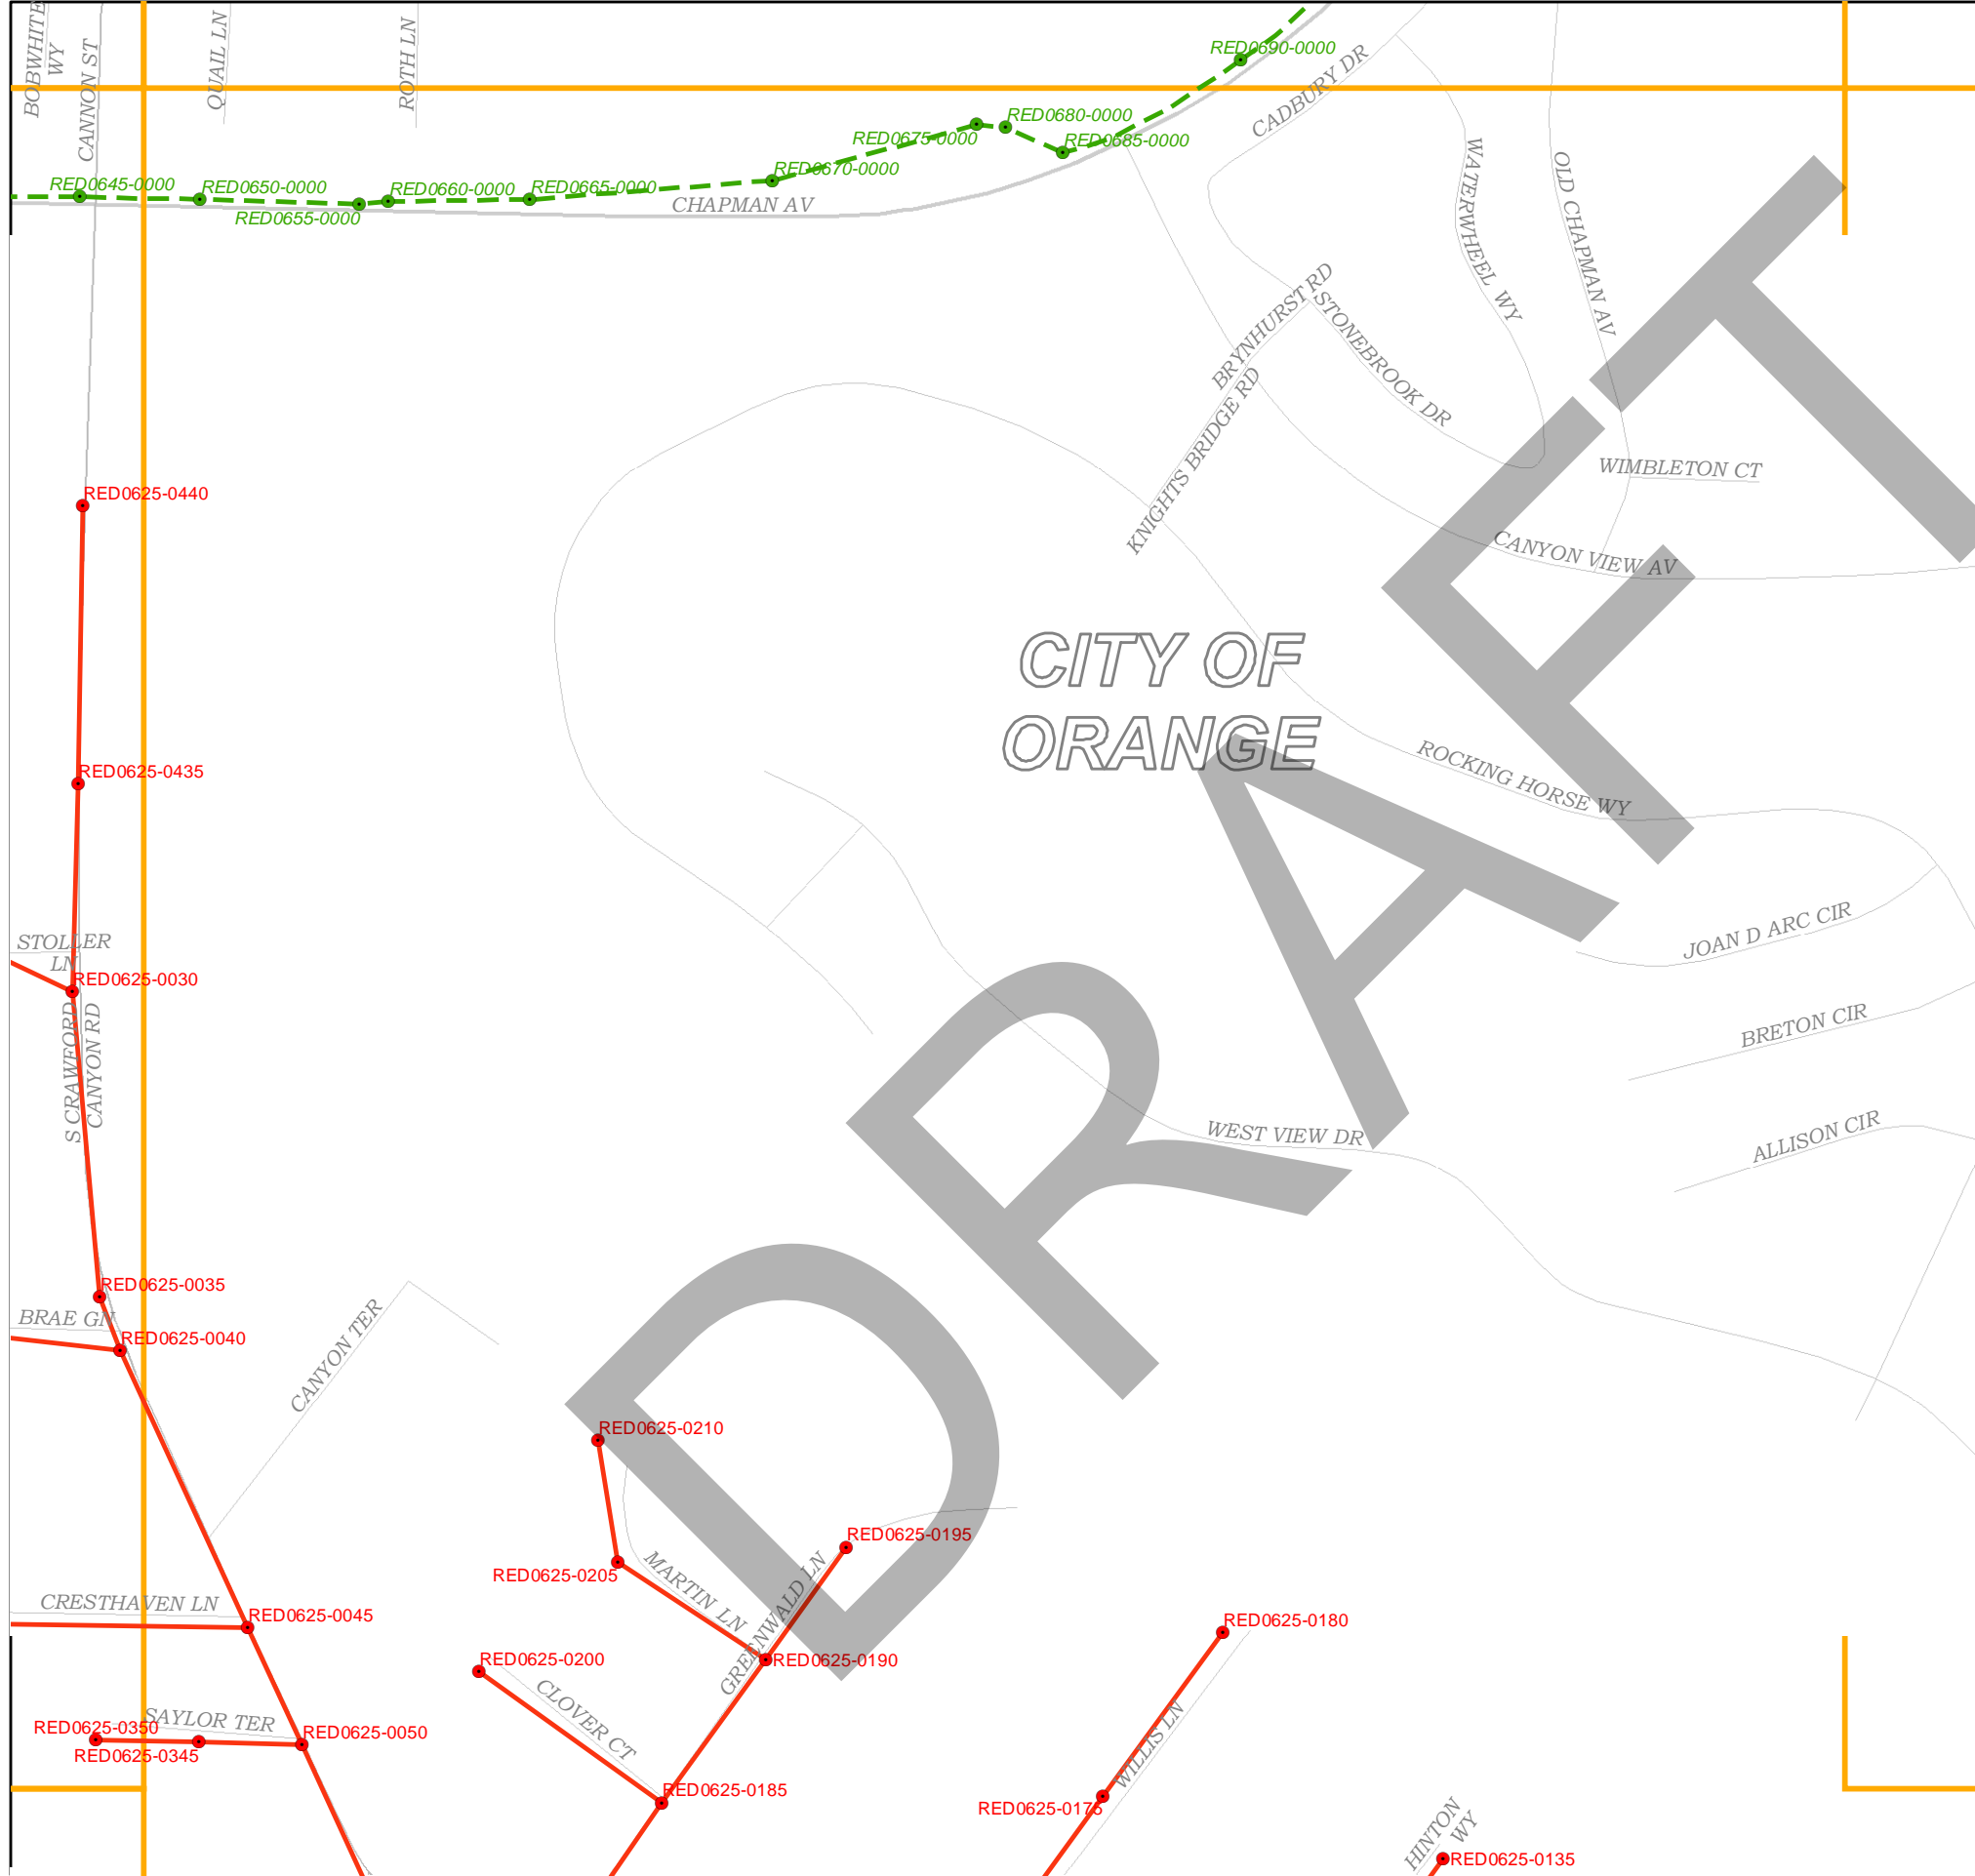 BOBWHITE
WY
CANNON ST
QUAIL LN
ROTH LN
RED0690-0000
CADBURY DR
RED0680-0000
RED0675-0000
RED0685-0000
RED0670-0000
RED0645-0000
RED0650-0000
RED0660-0000
RED0665-0000
RED0655-0000
CHAPMAN AV
WATERWHEEL WY
OLD CHAPMAN AV
BRYNHURST RD
STONEBROOK DR
KNIGHTS BRIDGE RD
WIMBLETON CT
RED0625-0440
CANYON VIEW AV
CITY OF
ORANGE
RED0625-0435
ROCKING HORSE WY
STOLLER
LN
RED0625-0030
JOAN D ARC CIR
S CRAWFORD
CANYON RD
BRETON CIR
WEST VIEW DR
ALLISON CIR
DRAFT
RED0625-0035
BRAE GN
RED0625-0040
CANYON TER
RED0625-0210
RED0625-0195
RED0625-0205
MARTIN LN
GREENWALD LN
CRESTHAVEN LN
RED0625-0045
RED0625-0180
RED0625-0200
RED0625-0190
CLOVER CT
SAYLOR TER
RED0625-0350
RED0625-0050
RED0625-0345
WILLIS LN
RED0625-0185
RED0625-0175
HINTON
WY
RED0625-0135